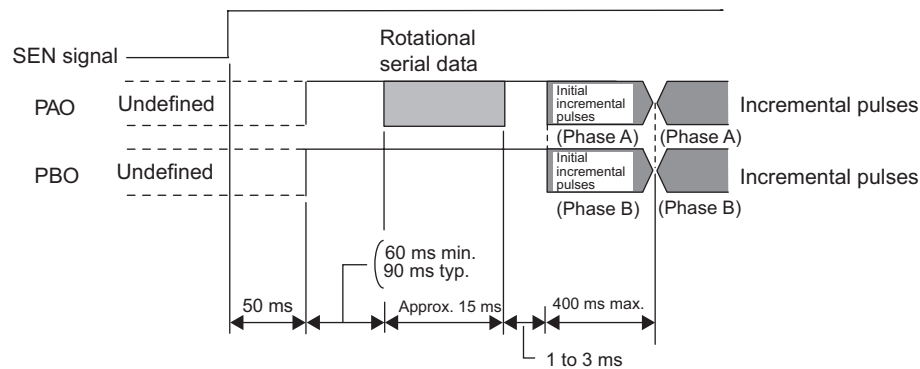 SEN signal
Rotational
serial data
PAO
Undefined
Initial
incremental
pulses
Incremental pulses
(Phase A)
(Phase A)
PBO
Undefined
Initial
incremental
pulses
Incremental pulses
(Phase B)
(Phase B)
60 ms min.
90 ms typ.
50 ms
Approx. 15 ms
400 ms max.
1 to 3 ms